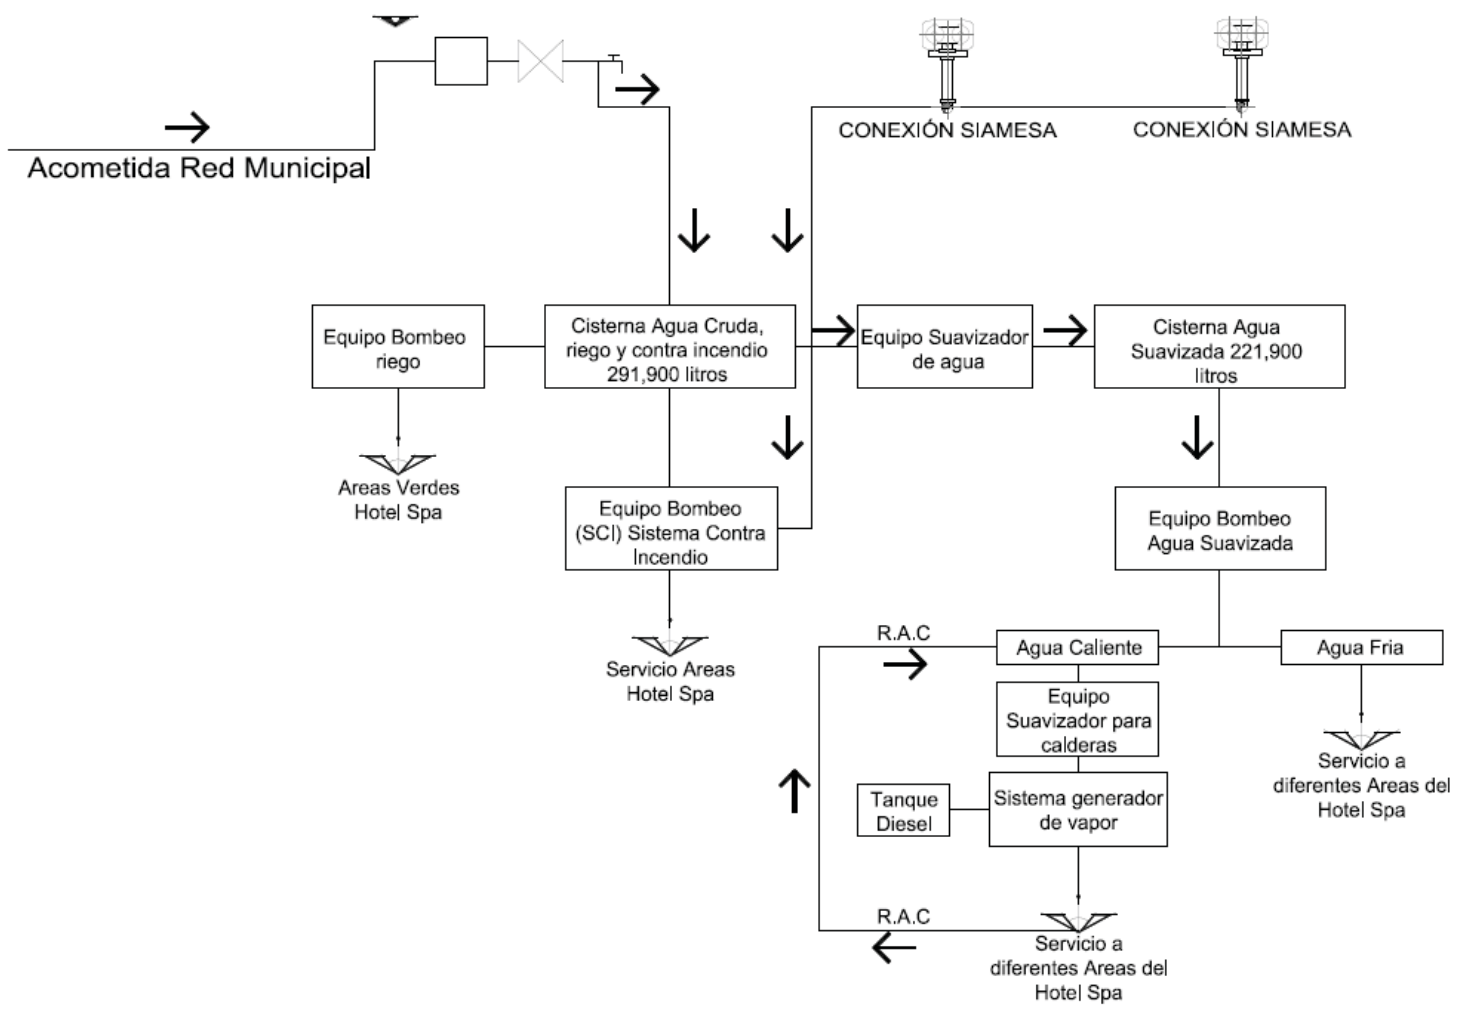 CONEXIÓN SIAMESA
CONEXIÓN SIAMESA
Acometida Red Municipal
Equipo Bombeo
riego
Cisterna Agua Cruda,
riego y contra incendio
291,900 litros
Equipo Suavizador
de agua
Cisterna Agua
Suavizada 221,900
litros
Areas Verdes
Hotel Spa
Equipo Bombeo
(SCI) Sistema Contra
Incendio
Equipo Bombeo
Agua Suavizada
Servicio Areas
Hotel Spa
R.A.C
Agua Caliente
Agua Fria
Equipo
Suavizador para
calderas
Tanque
Diesel
Sistema generador
de vapor
Servicio a
diferentes Areas del
Hotel Spa
R.A.C
Servicio a
diferentes Areas del
Hotel Spa